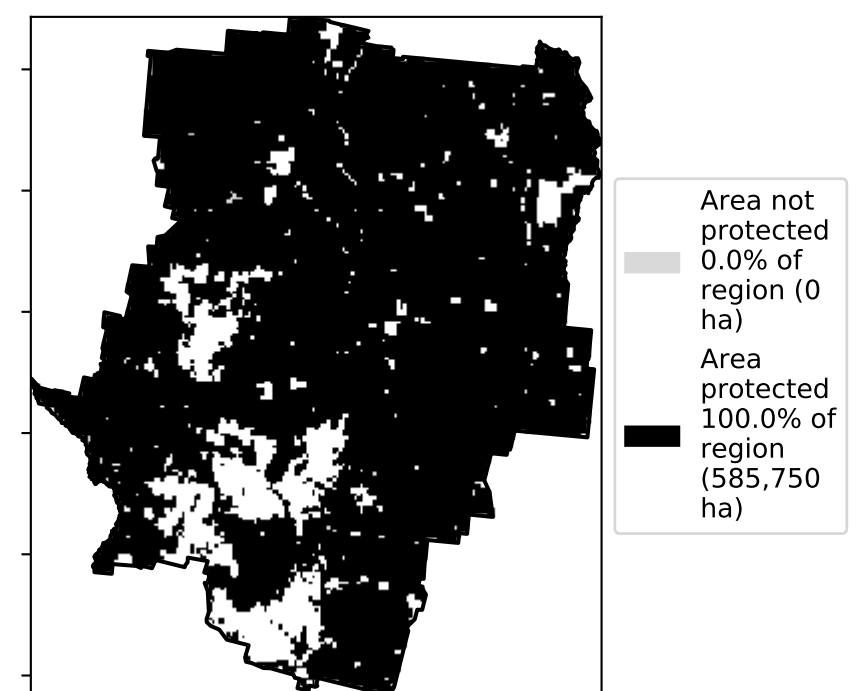 Area not
protected
0.0% of
region (0
ha)
Area
protected
100.0% of
region
(585,750
ha)